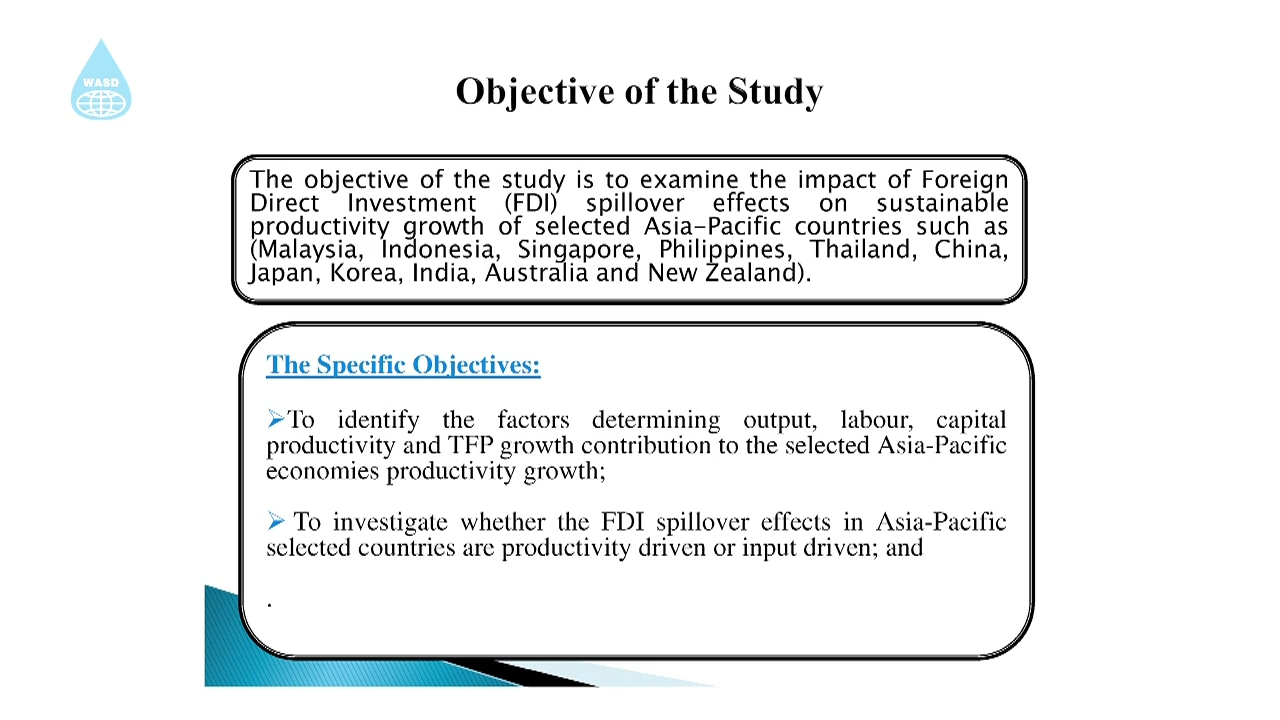 WASD
Objective of the Study
The objective of the study is to examine the impact of Foreign
Direct Investment (FDI) spillover effects on sustainable
productivity growth of selected Asia-Pacific countries such as
(Malaysia, Indonesia, Singapore, Philippines, Thailand, China,
Japan, Korea, India, Australia and New Zealand).
The Specific Objectives:
➢To identify the factors determining output, labour, capital
productivity and TFP growth contribution to the selected Asia-Pacific
economies productivity growth;
➢ To investigate whether the FDI spillover effects in Asia-Pacific
selected countries are productivity driven or input driven; and
.